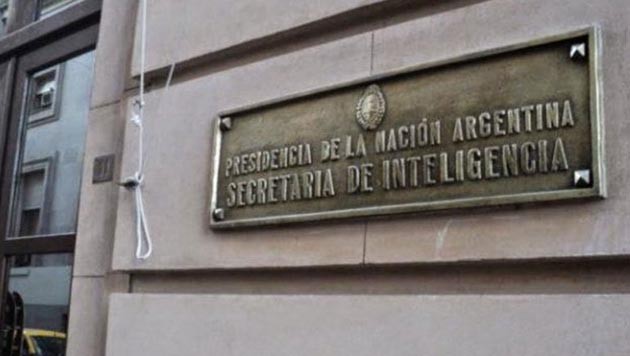 PRESIDENCIA DE LA NACIÓN ARGENTINA
SECRETARIA DE INTELIGENCIA